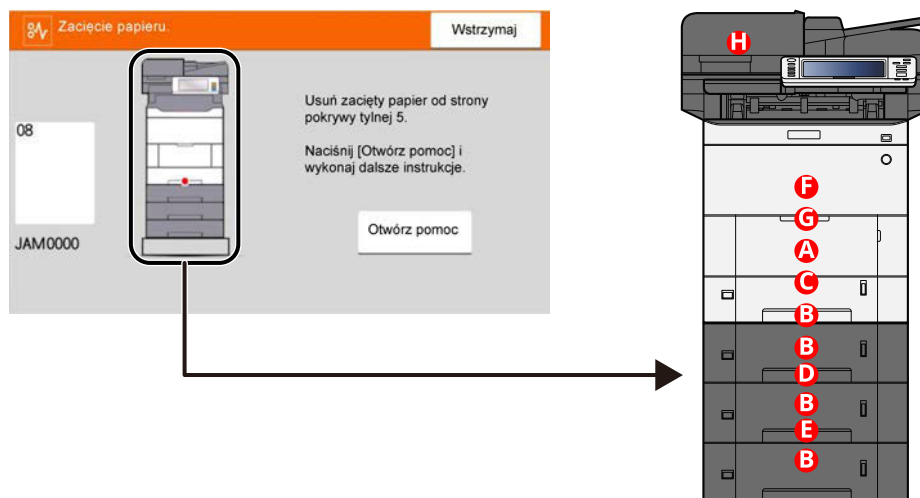 Zacięcie papieru.
Wstrzymaj
08
JAM0000
Usuń zacięty papier od strony
pokrywy tylnej 5.
Naciśnij [Otwórz pomoc] i
wykonaj dalsze instrukcje.
Otwórz pomoc
H
F
G
A
C
B
B
D
B
E
B